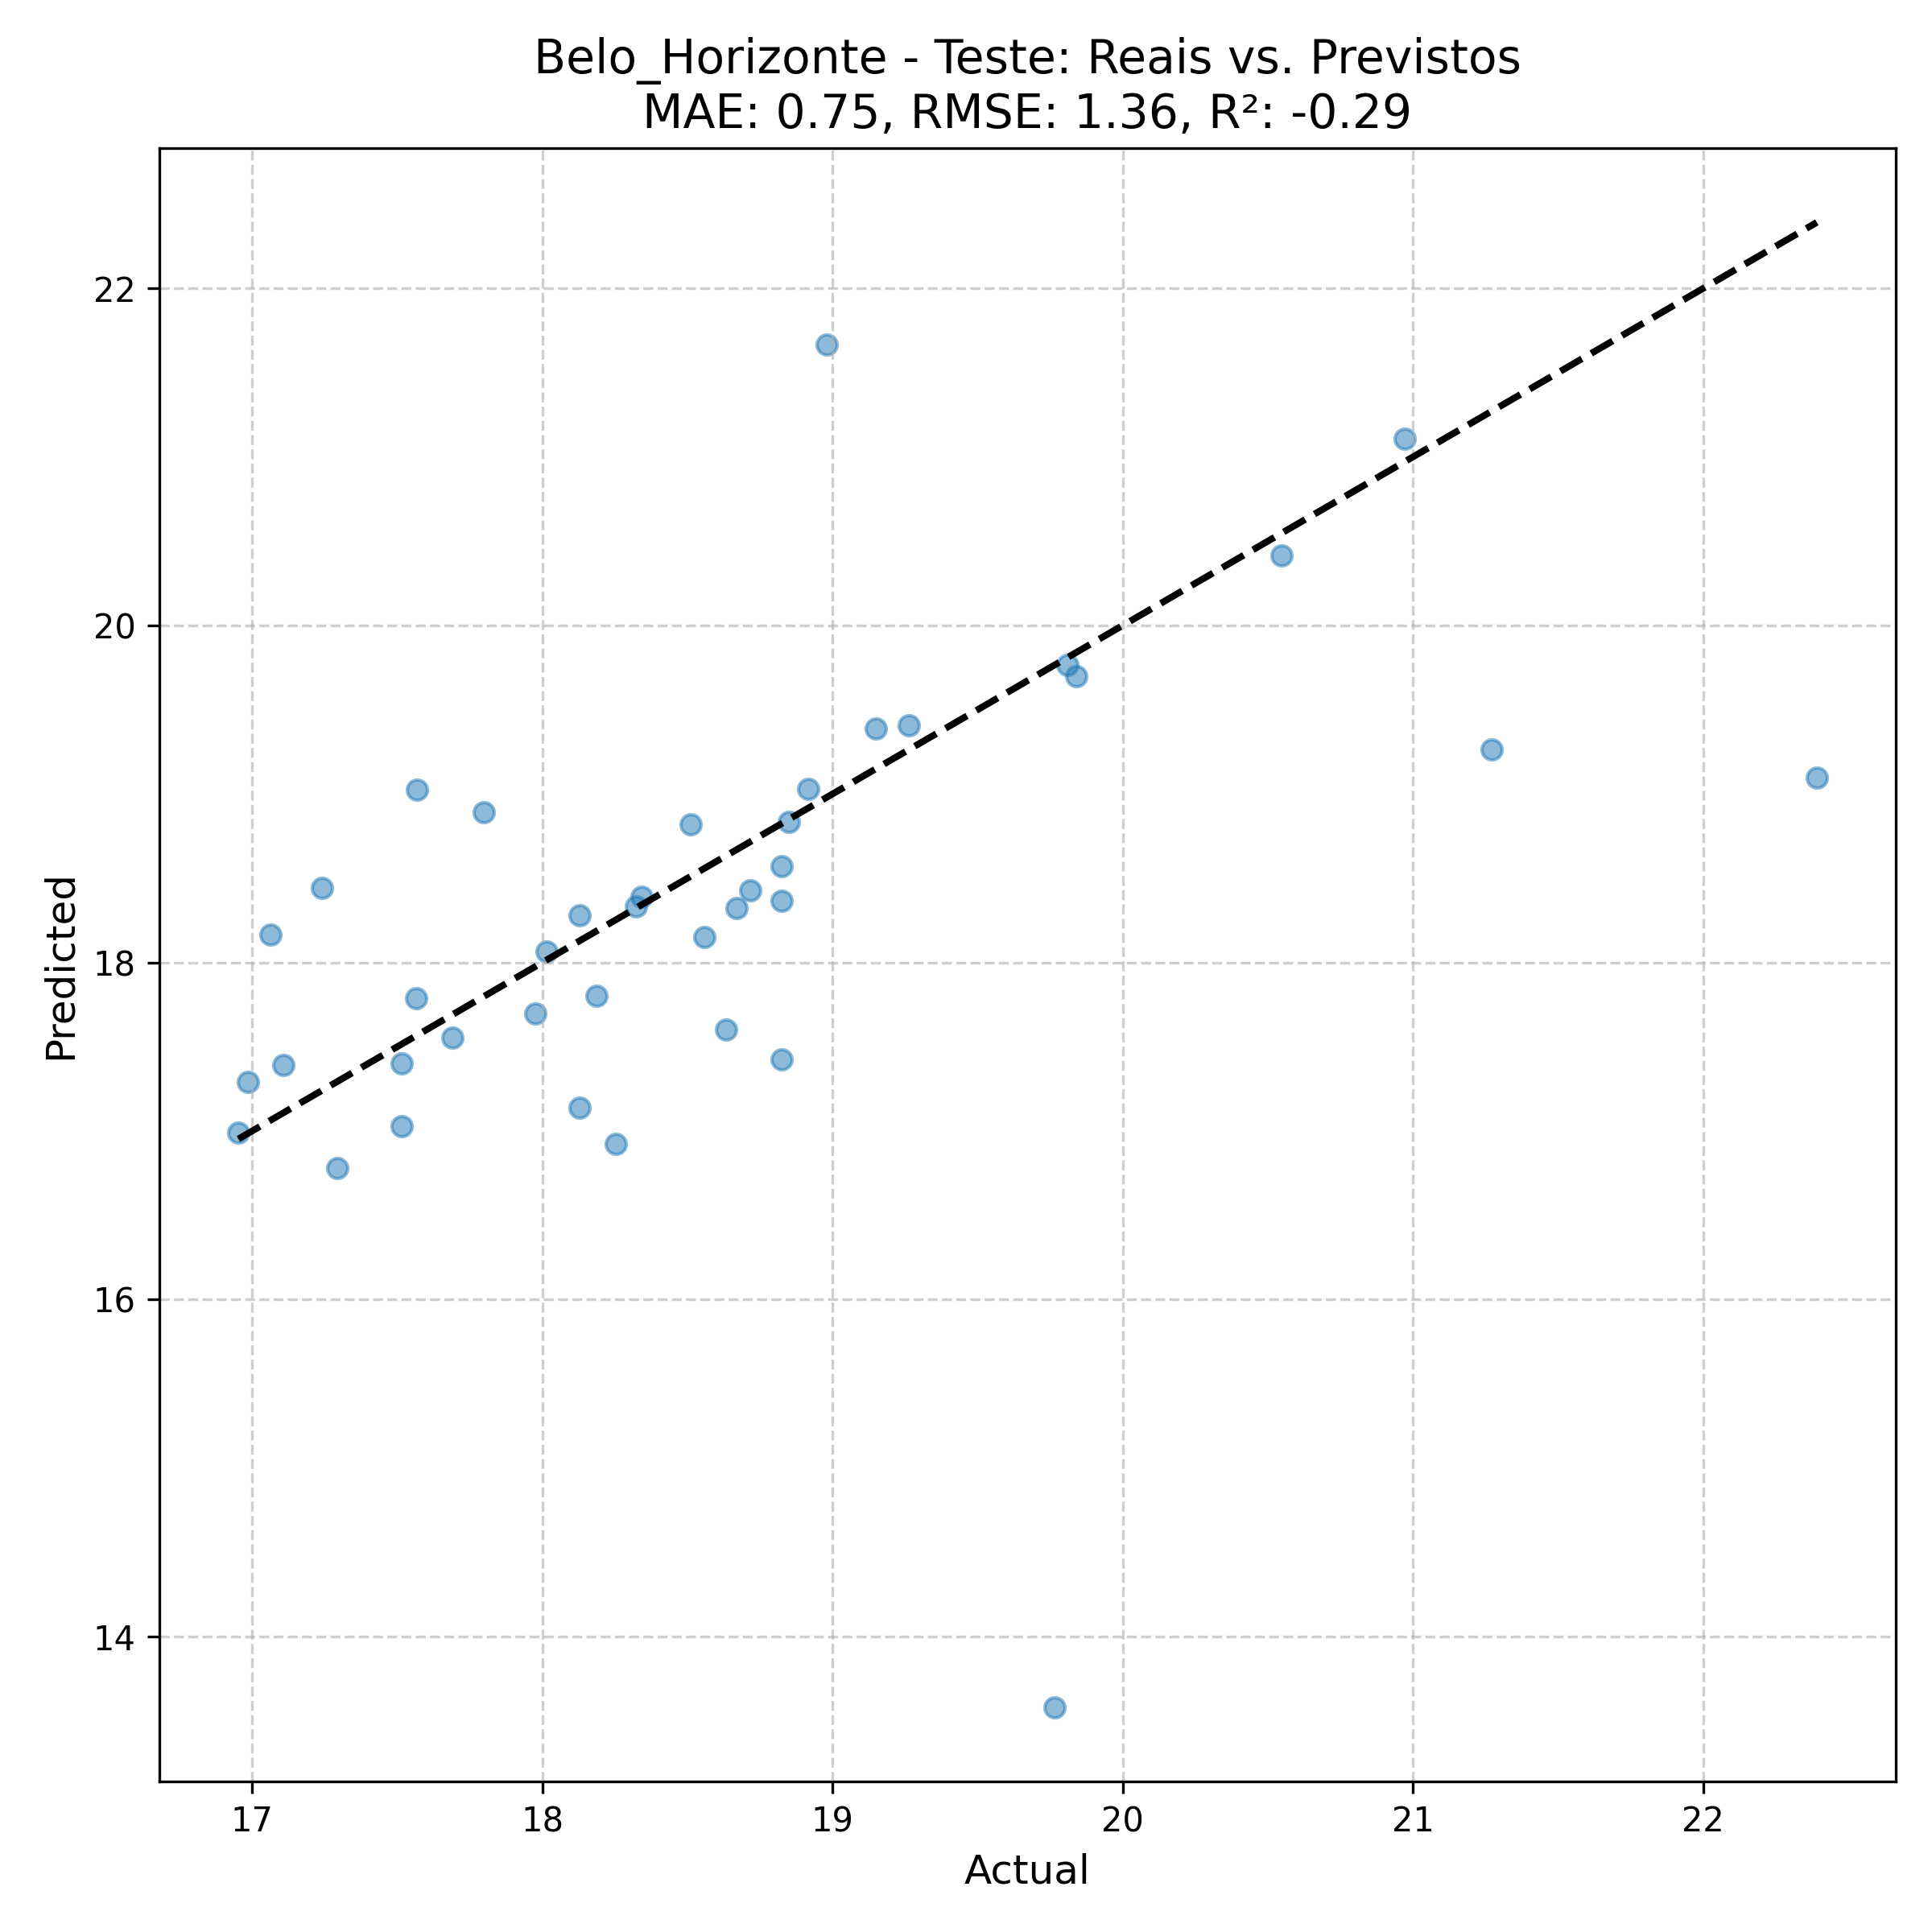 Belo_Horizonte - Teste: Reais vs. Previstos
MAE: 0.75, RMSE: 1.36, R²: -0.29
22
20
18
16
14
Predicted
17 18 19 20 21 22
Actual